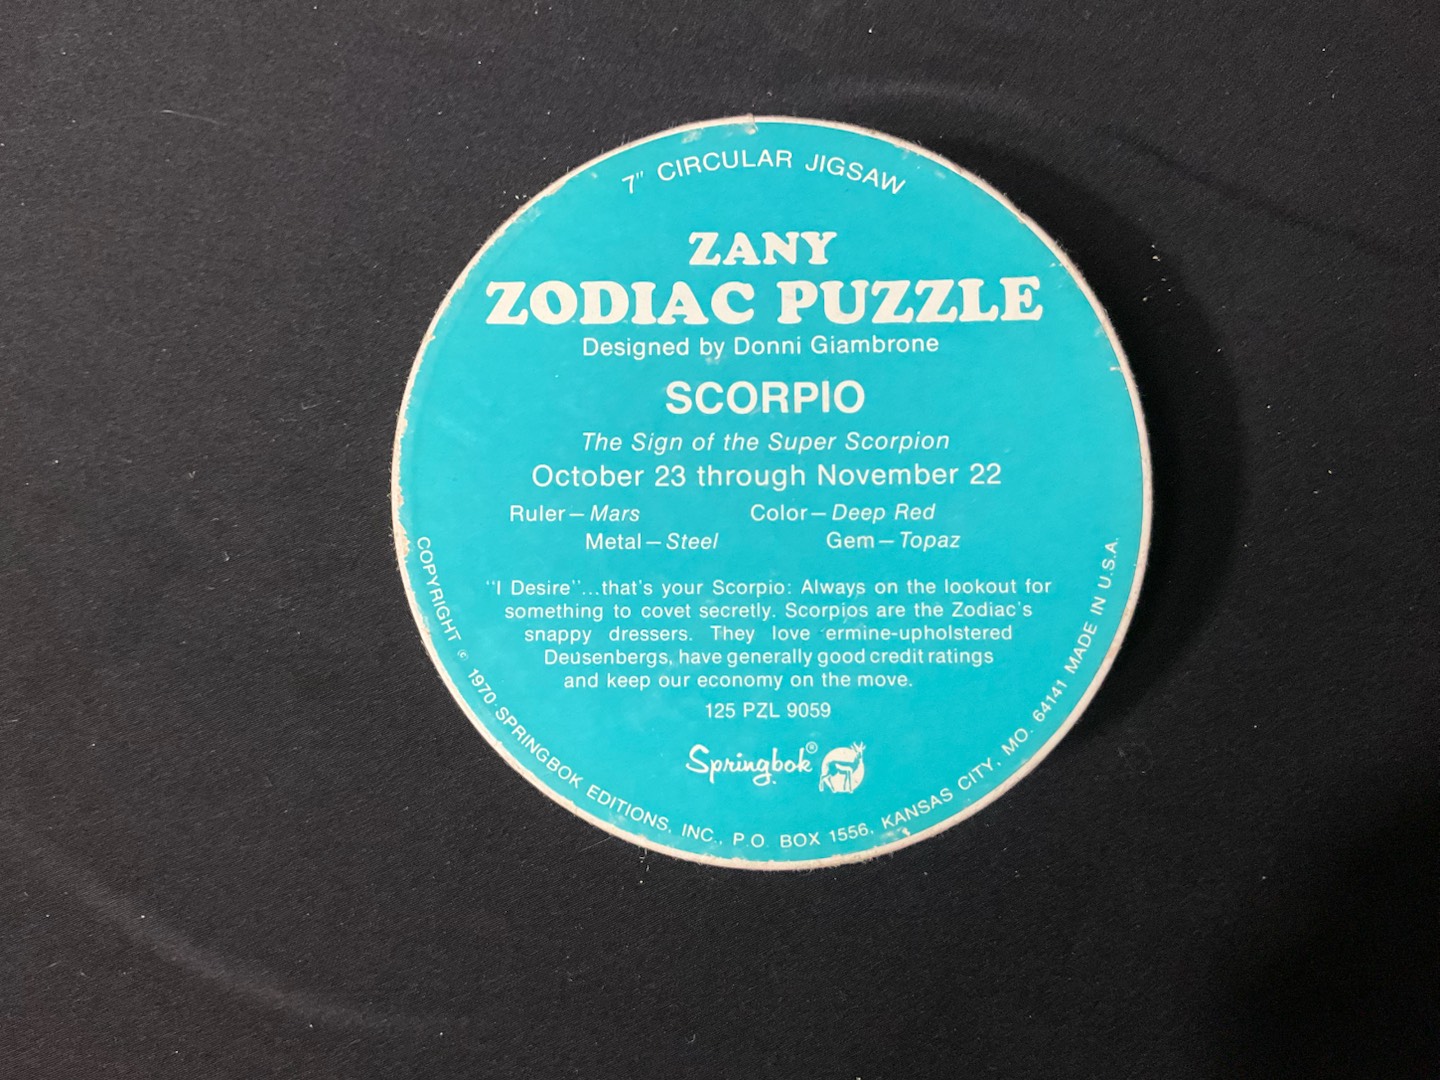 7" CIRCULAR JIGSAW
ZANY
ZODIAC PUZZLE
Designed by Donni Giambrone
SCORPIO
The Sign of the Super Scorpion
October 23 through November 22
Ruler—Mars Color—Deep Red
Metal—Steel Gem—Topaz
"I Desire"...that's your Scorpio: Always on the lookout for
something to covet secretly. Scorpios are the Zodiac's
snappy dressers. They love ermine-upholstered
Deusenbergs, have generally good credit ratings
and keep our economy on the move.
125 PZL 9059
Springbok®
COPYRIGHT © 1970 SPRINGBOK EDITIONS, INC., P.O. BOX 1556, KANSAS CITY, MO. 64141 MADE IN U.S.A.